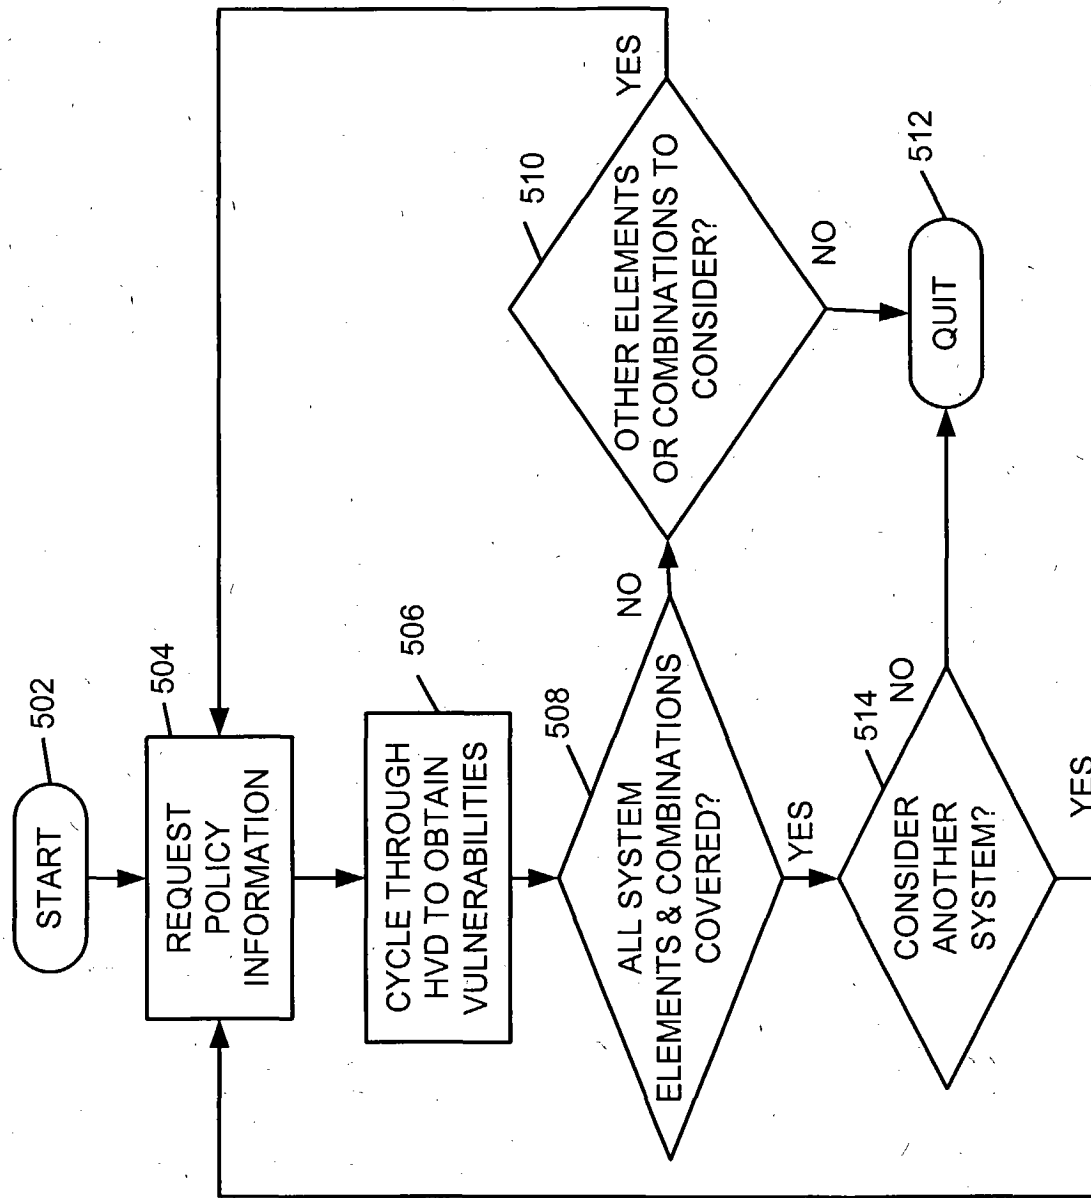 START
502
REQUEST
POLICY
INFORMATION
504
CYCLE THROUGH
HVD TO OBTAIN
VULNERABILITIES
506
ALL SYSTEM
ELEMENTS & COMBINATIONS
COVERED?
508
NO
YES
OTHER ELEMENTS
OR COMBINATIONS TO
CONSIDER?
510
YES
NO
CONSIDER
ANOTHER
SYSTEM?
514
NO
YES
QUIT
512